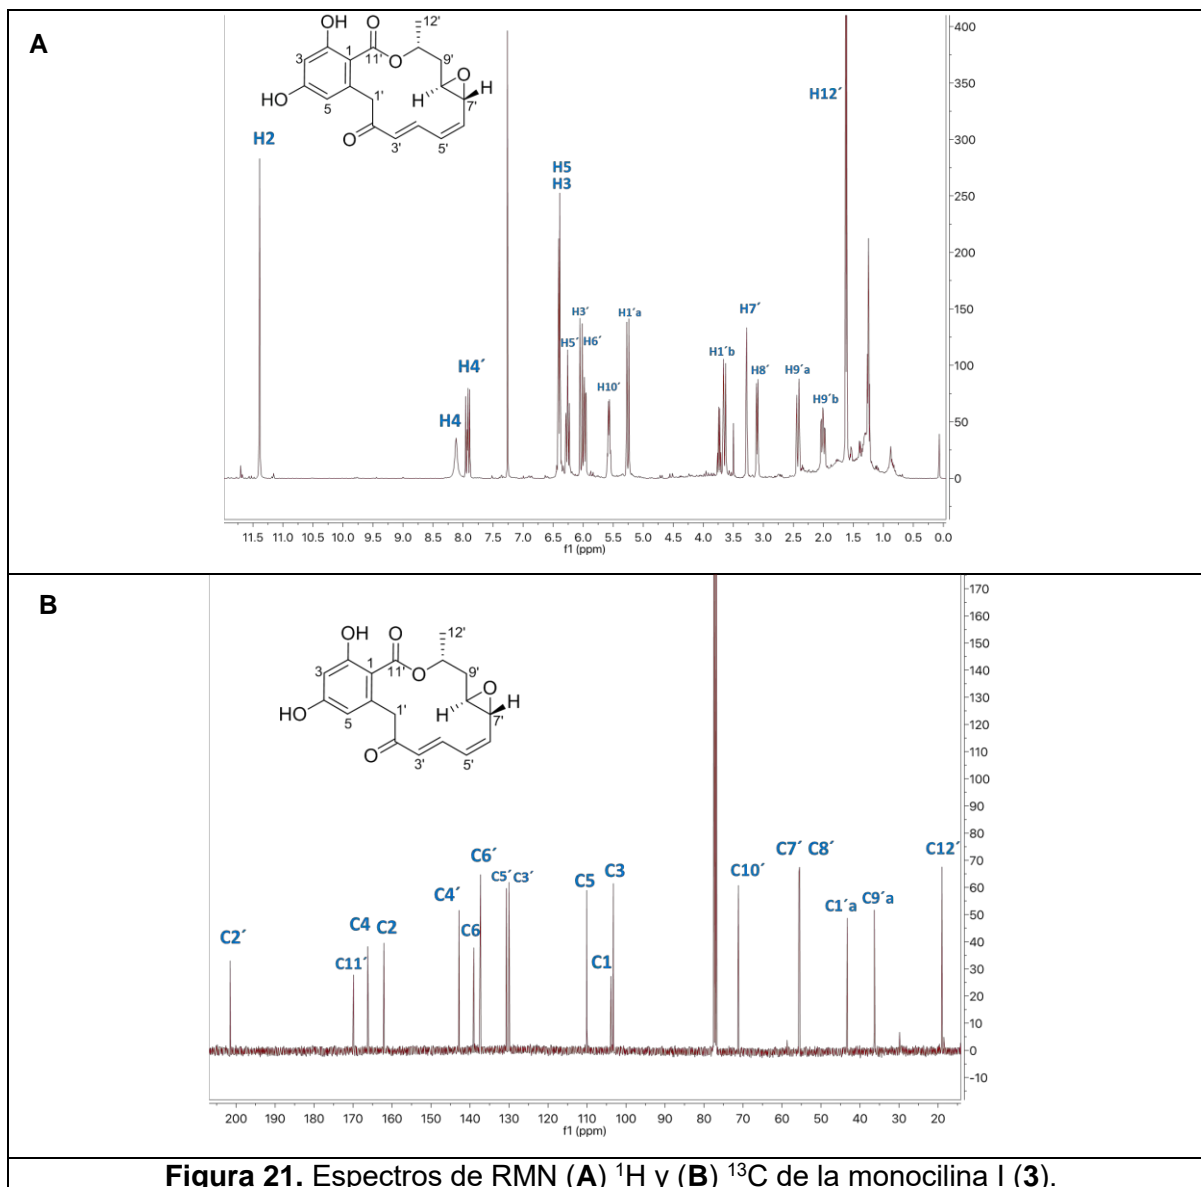 A
OH
O
12'
3
1
11'
O
9'
O
H
HO
5
1'
H
7'
O
3'
5'
400
350
300
250
200
150
100
50
0
H2
H4
H4´
H5
H3
H5´
H3´
H6´
H10´
H1´a
H1´b
H7´
H8´
H9´a
H9´b
H12´
11.5 11.0 10.5 10.0 9.5 9.0 8.5 8.0 7.5 7.0 6.5 6.0 5.5 5.0 4.5 4.0 3.5 3.0 2.5 2.0 1.5 1.0 0.5 0.0
f1 (ppm)
B
OH
O
12'
3
1
11'
O
9'
O
H
HO
5
1'
H
7'
O
3'
5'
170
160
150
140
130
120
110
100
90
80
70
60
50
40
30
20
10
0
-10
C2´
C11´
C4
C2
C4´
C6
C6´
C5´
C3´
C5
C1
C3
C10´
C7´ C8´
C1´a
C9´a
C12´
200 190 180 170 160 150 140 130 120 110 100 90 80 70 60 50 40 30 20
f1 (ppm)
Figura 21. Espectros de RMN (A) ¹H y (B) ¹³C de la monocilina I (3).